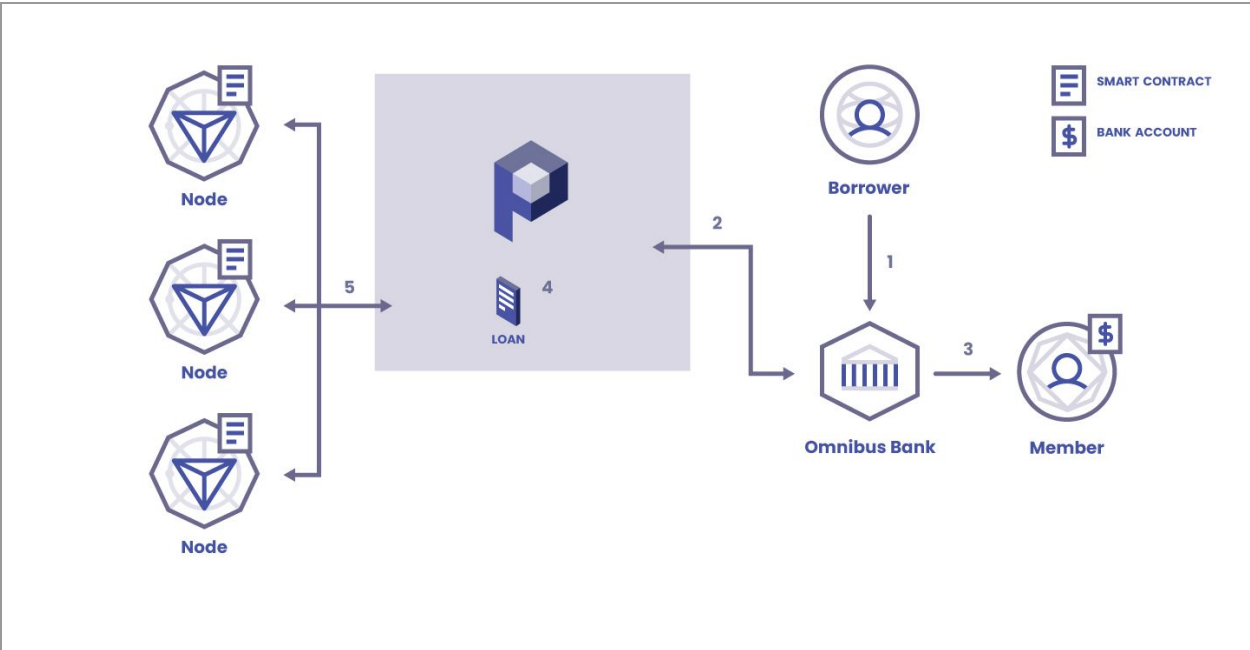 Node
Node
Node
5
4
LOAN
2
Borrower
1
Omnibus Bank
3
Member
SMART CONTRACT
BANK ACCOUNT